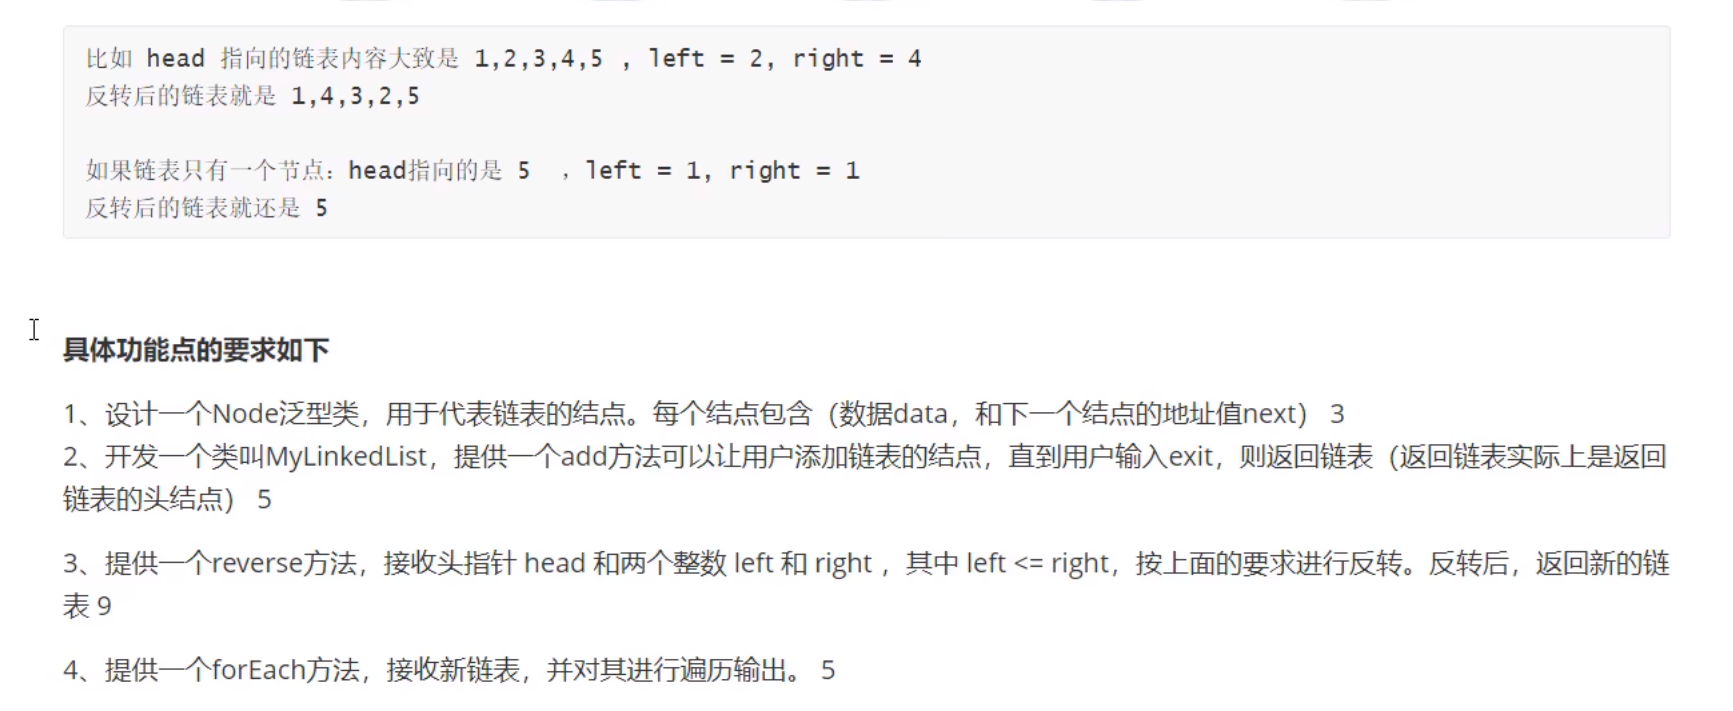 比如 head 指向的链表内容大致是 1,2,3,4,5 , left = 2, right = 4
反转后的链表就是 1,4,3,2,5
如果链表只有一个节点：head指向的是 5 , left = 1, right = 1
反转后的链表就还是 5
具体功能点的要求如下
1、设计一个Node泛型类，用于代表链表的结点。每个结点包含（数据data，和下一个结点的地址值next） 3
2、开发一个类叫MyLinkedList，提供一个add方法可以让用户添加链表的结点，直到用户输入exit，则返回链表（返回链表实际上是返回
链表的头结点） 5
3、提供一个reverse方法，接收头指针 head 和两个整数 left 和 right ，其中 left <= right，按上面的要求进行反转。反转后，返回新的链
表 9
4、提供一个forEach方法，接收新链表，并对其进行遍历输出。 5